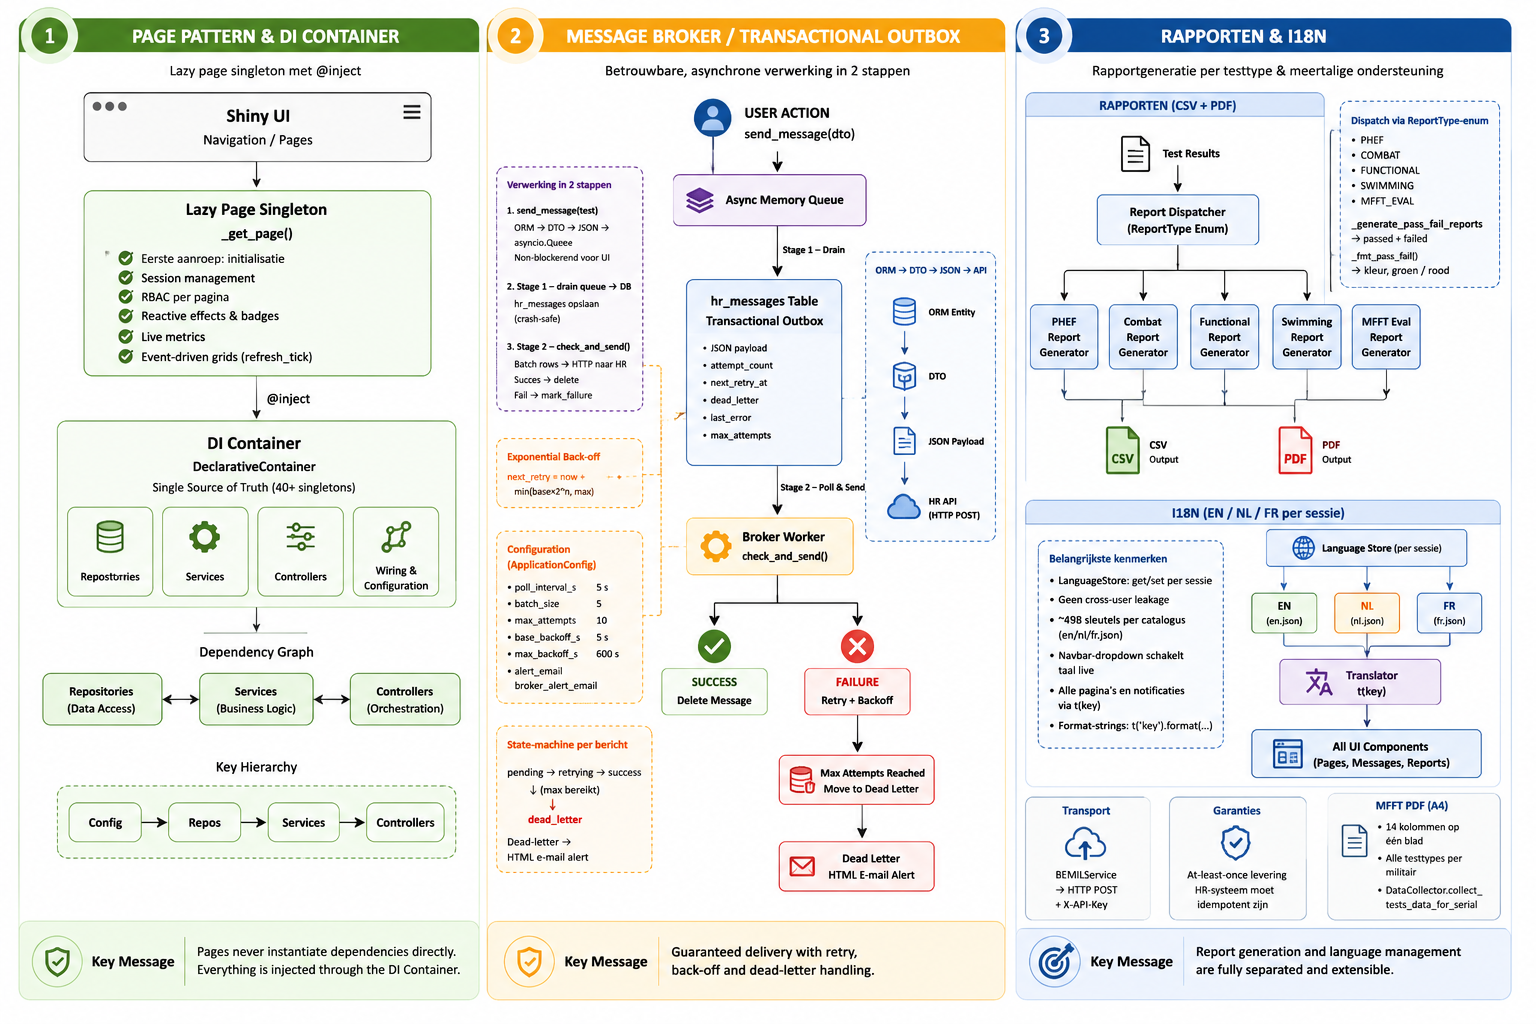 1
PAGE PATTERN & DI CONTAINER
Lazy page singleton met @inject
Shiny UI
Navigation / Pages
Lazy Page Singleton
_get_page()
Eerste aanroep: initialisatie
Session management
RBAC per pagina
Reactive effects & badges
Live metrics
Event-driven grids (refresh_tick)
@inject
DI Container
DeclarativeContainer
Single Source of Truth (40+ singletons)
Repostorries
Services
Controllers
Wiring &
Configuration
Dependency Graph
Repositories
(Data Access)
Services
(Business Logic)
Controllers
(Orchestration)
Key Hierarchy
Config
Repos
Services
Controllers
Key Message
Pages never instantiate dependencies directly.
Everything is injected through the DI Container.
2
MESSAGE BROKER / TRANSACTIONAL OUTBOX
Betrouwbare, asynchrone verwerking in 2 stappen
USER ACTION
send_message(dto)
Async Memory Queue
Stage 1 – Drain
Verwerking in 2 stappen
1. send_message(test)
ORM → DTO → JSON →
asyncio.Queee
Non-blockerend voor UI
2. Stage 1 – drain queue → DB
hr_messages opslaan
(crash-safe)
3. Stage 2 – check_and_send()
Batch rows → HTTP naar HR
Succes → delete
Fail → mark_fallure
hr_messages Table
Transactional Outbox
• JSON payload
• attempt_count
• next_retry_at
• dead_letter
• last_error
• max_attempts
ORM → DTO → JSON → API
ORM Entity
DTO
JSON Payload
HR API
(HTTP POST)
Exponential Back-off
next_retry = now +
min(base×2^n, max)
Stage 2 – Poll & Send
Broker Worker
check_and_send()
Configuration
(ApplicationConfig)
• poll_interval_s 5 s
• batch_size 5
• max_attempts 10
• base_backoff_s 5 s
• max_backoff_s 600 s
• alert_email
broker_alert_email
SUCCESS
Delete Message
FAILURE
Retry + Backoff
State-machine per bericht
pending → retrying → success
↓ (max bereikt)
↓
dead_letter
Dead-letter →
HTML e-mail alert
Max Attempts Reached
Move to Dead Letter
Dead Letter
HTML E-mail Alert
Key Message
Guaranteed delivery with retry,
back-off and dead-letter handling.
3
RAPPORTEN & I18N
Rapportgeneratie per testtype & meertalige ondersteuning
RAPPORTEN (CSV + PDF)
Test Results
Report Dispatcher
(ReportType Enum)
Dispatch via ReportType-enum
• PHEF
• COMBAT
• FUNCTIONAL
• SWIMMING
• MFFT_EVAL
_generate_pass_fail_reports
→ passed + failed
_fmt_pass_fail()
→ kleur, groen / rood
PHEF
Report
Generator
Combat
Report
Generator
Functional
Report
Generator
Swimming
Report
Generator
MFFT Eval
Report
Generator
CSV
CSV
Output
PDF
PDF
Output
I18N (EN / NL / FR per sessie)
Belangrijkste kenmerken
• LanguageStore: get/set per sessie
• Geen cross-user leakage
• ~498 sleutels per catalogus
(en/nl/fr.json)
• Navbar-dropdown schakelt
taal live
• Alle pagina's en notificaties
via t(key)
• Format-strings: t('key').format(...)
Language Store (per sessie)
EN
(en.json)
NL
(nl.json)
FR
(fr.json)
Translator
t(key)
All UI Components
(Pages, Messages, Reports)
Transport
BEMILService
→ HTTP POST
+ X-API-Key
Garanties
At-least-once levering
HR-systeem moet
idempotent zijn
MFFT PDF (A4)
• 14 kolommen op
één blad
• Alle testtypes per
militair
• DataCollector.collect_
tests_data_for_serial
Key Message
Report generation and language management
are fully separated and extensible.